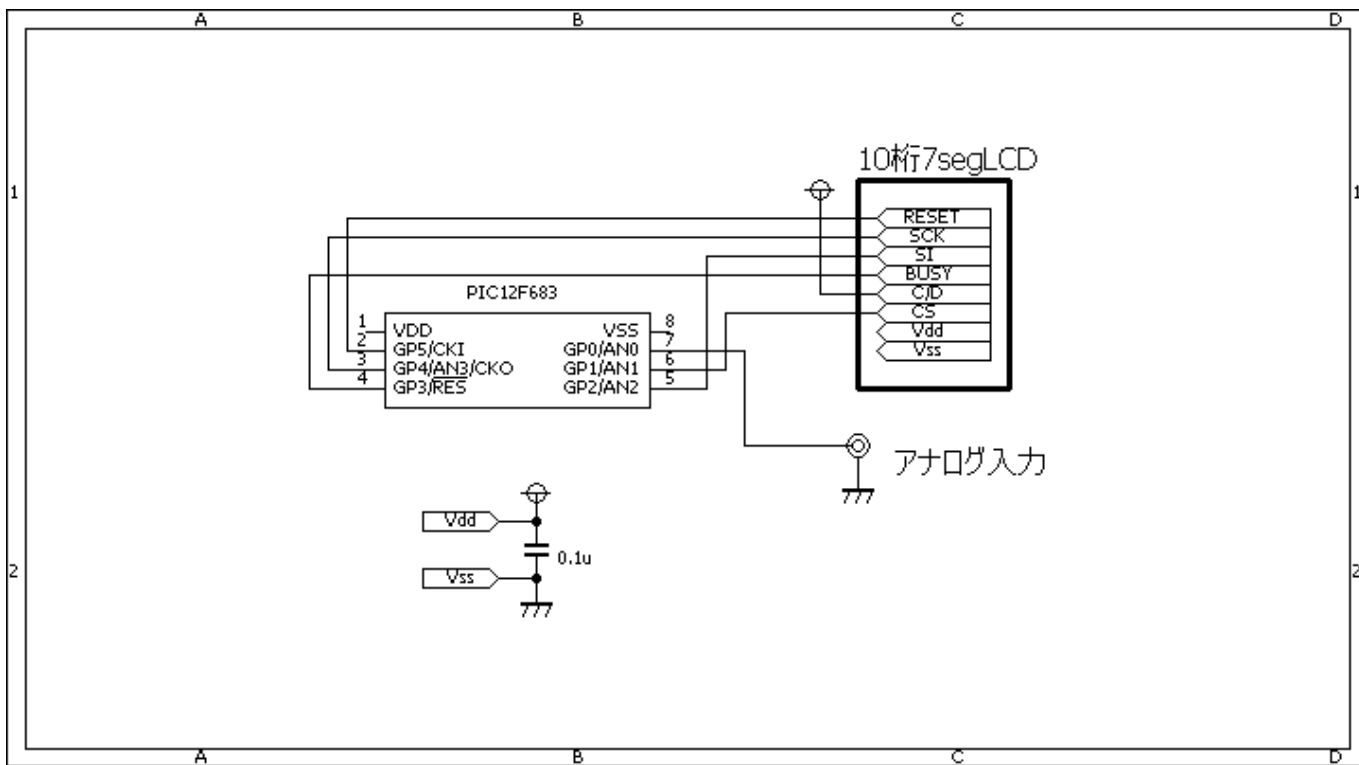 A B C D
10桁7segLCD
1 1
RESET
SCK
SI
BUSY
C/D
CS
Vdd
Vss
PIC12F683
1 VDD VSS 8
2 GP5/CKI GP0/AN0 7
3 GP4/AN3/CKO GP1/AN1 6
4 GP3/RES GP2/AN2 5
アナログ入力
Vdd
0.1u
2 2
Vss
A B C D